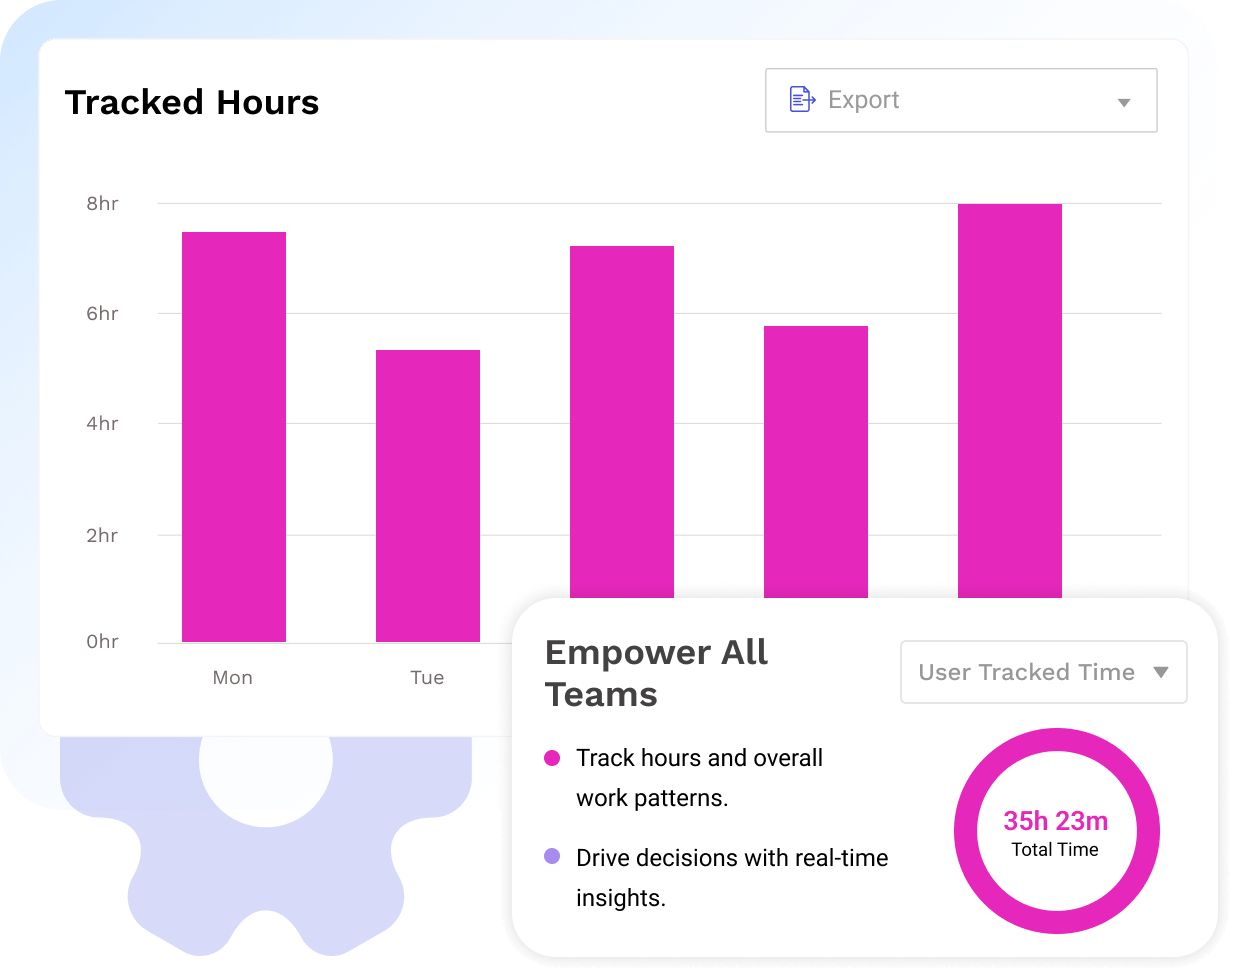 Tracked Hours
Export
8hr
6hr
4hr
2hr
0hr
Mon
Tue
Empower All
Teams
User Tracked Time
Track hours and overall
work patterns.
Drive decisions with real-time
insights.
35h 23m
Total Time